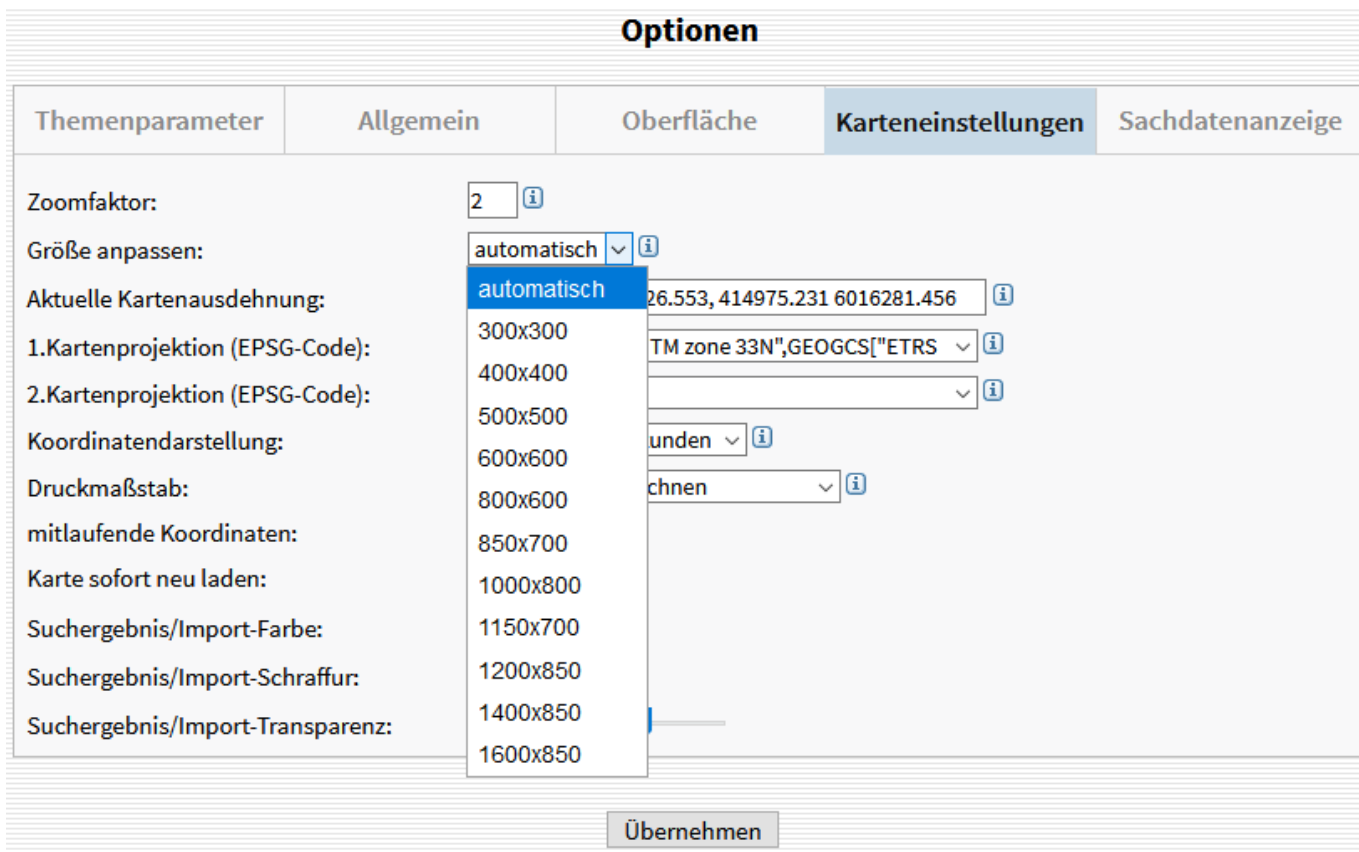 Optionen
Themenparameter Allgemein Oberfläche Karteneinstellungen Sachdatenanzeige
Zoomfaktor: 2
Größe anpassen: automatisch
automatisch
Aktuelle Kartenausdehnung: 26.553, 414975.231 6016281.456
300x300
1.Kartenprojektion (EPSG-Code): TM zone 33N",GEOGCS["ETRS
400x400
2.Kartenprojektion (EPSG-Code):
500x500
Koordinatendarstellung: unden
600x600
Druckmaßstab: chnen
800x600
mitlaufende Koordinaten:
850x700
Karte sofort neu laden:
1000x800
Suchergebnis/Import-Farbe:
1150x700
Suchergebnis/Import-Schraffur:
1200x850
1400x850
Suchergebnis/Import-Transparenz:
1600x850
Übernehmen